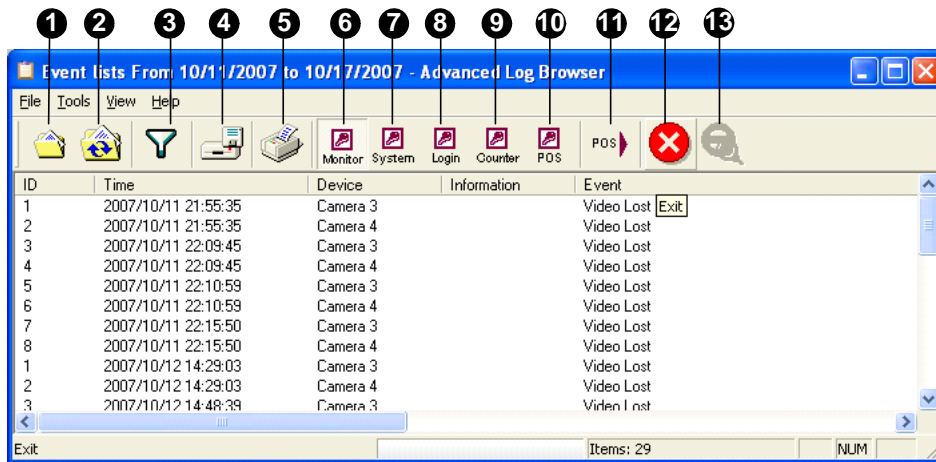 1 2 3 4 5 6 7 8 9 10 11 12 13
Event lists From 10/11/2007 to 10/17/2007 - Advanced Log Browser
File Tools View Help
Monitor System Login Counter POS POS
ID Time Device Information Event
1 2007/10/11 21:55:35 Camera 3 Video Lost Exit
2 2007/10/11 21:55:35 Camera 4 Video Lost
3 2007/10/11 22:09:45 Camera 3 Video Lost
4 2007/10/11 22:09:45 Camera 4 Video Lost
5 2007/10/11 22:10:59 Camera 3 Video Lost
6 2007/10/11 22:10:59 Camera 4 Video Lost
7 2007/10/11 22:15:50 Camera 3 Video Lost
8 2007/10/11 22:15:50 Camera 4 Video Lost
1 2007/10/12 14:29:03 Camera 3 Video Lost
2 2007/10/12 14:29:03 Camera 4 Video Lost
3 2007/10/12 14:48:39 Camera 3 Video Lost
Exit Items: 29 NUM